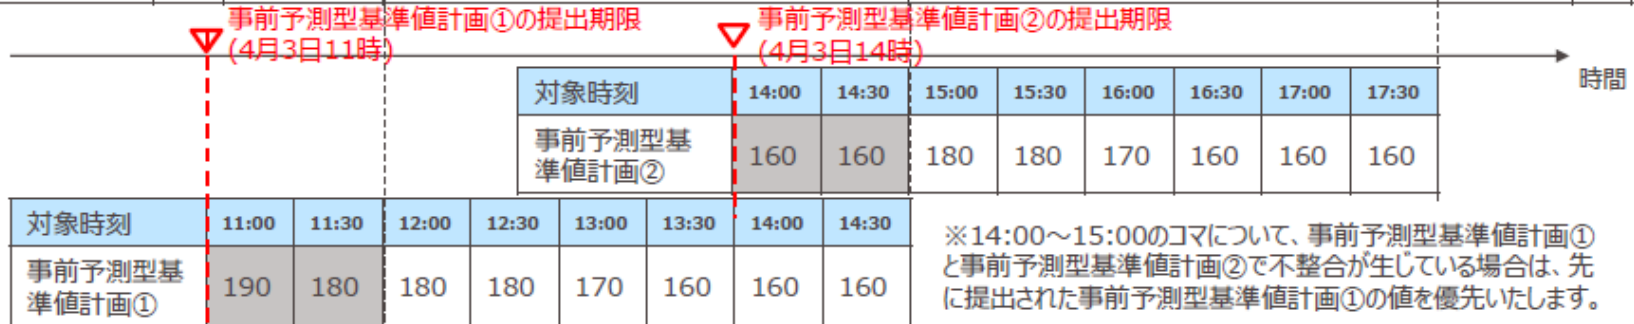 事前予測型基準値計画①の提出期限
(4月3日11時)
事前予測型基準値計画②の提出期限
(4月3日14時)
時間
対象時刻 14:00 14:30 15:00 15:30 16:00 16:30 17:00 17:30
事前予測型基
準値計画② 160 160 180 180 170 160 160 160
対象時刻 11:00 11:30 12:00 12:30 13:00 13:30 14:00 14:30
事前予測型基
準値計画① 190 180 180 180 170 160 160 160
※14:00～15:00のコマについて、事前予測型基準値計画①
と事前予測型基準値計画②で不整合が生じている場合は、先
に提出された事前予測型基準値計画①の値を優先いたします。